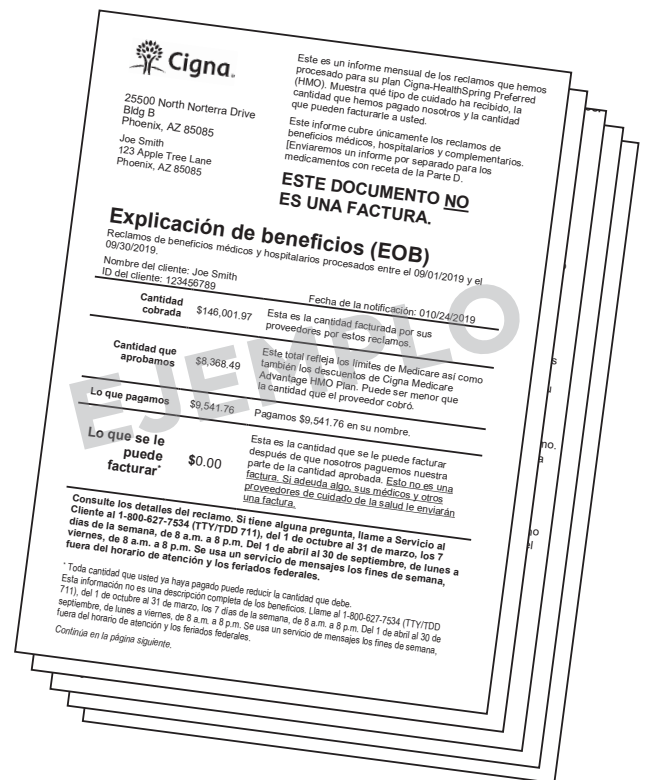 Cigna®
25500 North Norterra Drive
Bldg B
Phoenix, AZ 85085
Joe Smith
123 Apple Tree Lane
Phoenix, AZ 85085
Este es un informe mensual de los reclamos que hemos
procesado para su plan Cigna-HealthSpring Preferred
(HMO). Muestra qué tipo de cuidado ha recibido, la
cantidad que hemos pagado nosotros y la cantidad
que pueden facturarle a usted.
Este informe cubre únicamente los reclamos de
beneficios médicos, hospitalarios y complementarios.
[Enviaremos un informe por separado para los
medicamentos con receta de la Parte D.
ESTE DOCUMENTO NO
ES UNA FACTURA.
Explicación de beneficios (EOB)
Reclamos de beneficios médicos y hospitalarios procesados entre el 09/01/2019 y el
09/30/2019.
Nombre del cliente: Joe Smith
ID del cliente: 123456789
Fecha de la notificación: 010/24/2019
Cantidad
cobrada
$146,001.97
Esta es la cantidad facturada por sus
proveedores por estos reclamos.
Cantidad que
aprobamos
$8,368.49
Este total refleja los límites de Medicare así como
también los descuentos de Cigna Medicare
Advantage HMO Plan. Puede ser menor que
la cantidad que el proveedor cobró.
Lo que pagamos
$9,541.76
Pagamos $9,541.76 en su nombre.
Lo que se le
puede
facturar*
$0.00
Esta es la cantidad que se le puede facturar
después de que nosotros paguemos nuestra
parte de la cantidad aprobada. Esto no es una
factura. Si adeuda algo, sus médicos y otros
proveedores de cuidado de la salud le enviarán
una factura.
Consulte los detalles del reclamo. Si tiene alguna pregunta, llame a Servicio al
Cliente al 1-800-627-7534 (TTY/TDD 711), del 1 de octubre al 31 de marzo, los 7
días de la semana, de 8 a.m. a 8 p.m. Del 1 de abril al 30 de septiembre, de lunes a
viernes, de 8 a.m. a 8 p.m. Se usa un servicio de mensajes los fines de semana,
fuera del horario de atención y los feriados federales.
* Toda cantidad que usted ya haya pagado puede reducir la cantidad que debe.
Esta información no es una descripción completa de los beneficios. Llame al 1-800-627-7534 (TTY/TDD
711), del 1 de octubre al 31 de marzo, los 7 días de la semana, de 8 a.m. a 8 p.m. Del 1 de abril al 30 de
septiembre, de lunes a viernes, de 8 a.m. a 8 p.m. Se usa un servicio de mensajes los fines de semana,
fuera del horario de atención y los feriados federales.
Continúa en la página siguiente.
EJEMPLO